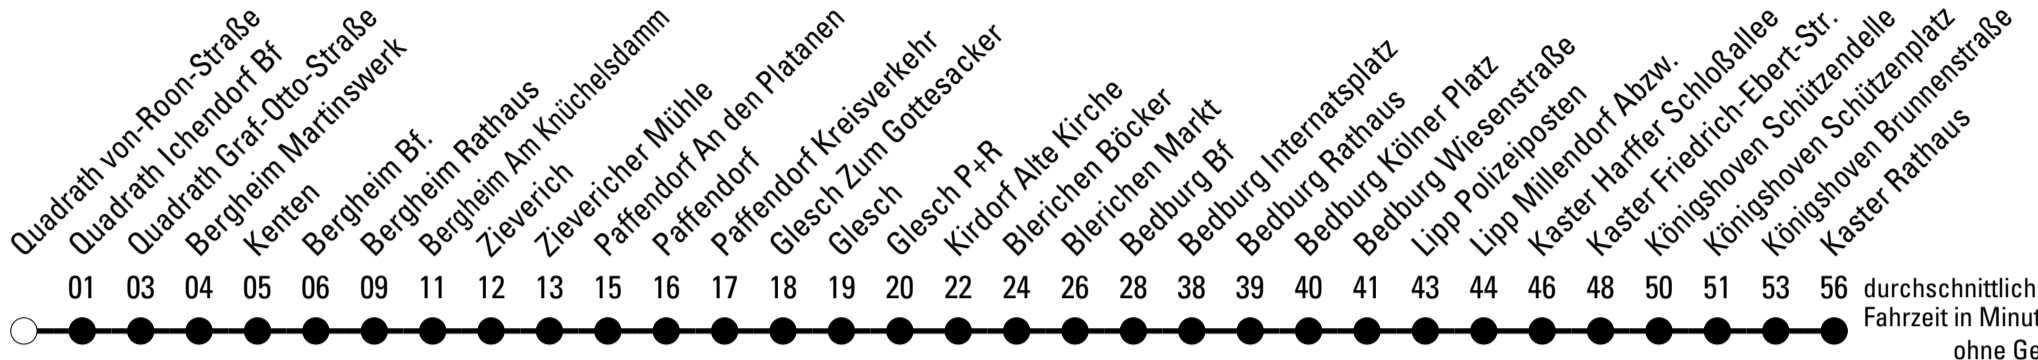 Quadrath von-Roon-Straße
Quadrath Ichendorf Bf
Quadrath Graf-Otto-Straße
Bergheim Martinswerk
Kenten
Bergheim Bf.
Bergheim Rathaus
Bergheim Am Knüchelsdamm
Zieverich
Zievericher Mühle
Paffendorf An den Platanen
Paffendorf
Paffendorf Kreisverkehr
Glesch Zum Gottesacker
Glesch
Glesch P+R
Kirdorf Alte Kirche
Blerichen Böcker
Blerichen Markt
Bedburg Bf
Bedburg Internatsplatz
Bedburg Rathaus
Bedburg Kölner Platz
Bedburg Wiesenstraße
Lipp Polizeiposten
Lipp Millendorf Abzw.
Kaster Harffer Schloßallee
Kaster Friedrich-Ebert-Str.
Königshoven Schützendelle
Königshoven Schützenplatz
Königshoven Brunnenstraße
Kaster Rathaus
01 03 04 05 06 09 11 12 13 15 16 17 18 19 20 22 24 26 28 38 39 40 41 43 44 46 48 50 51 53 56
durchschnittlich
Fahrzeit in Minut
ohne Ge